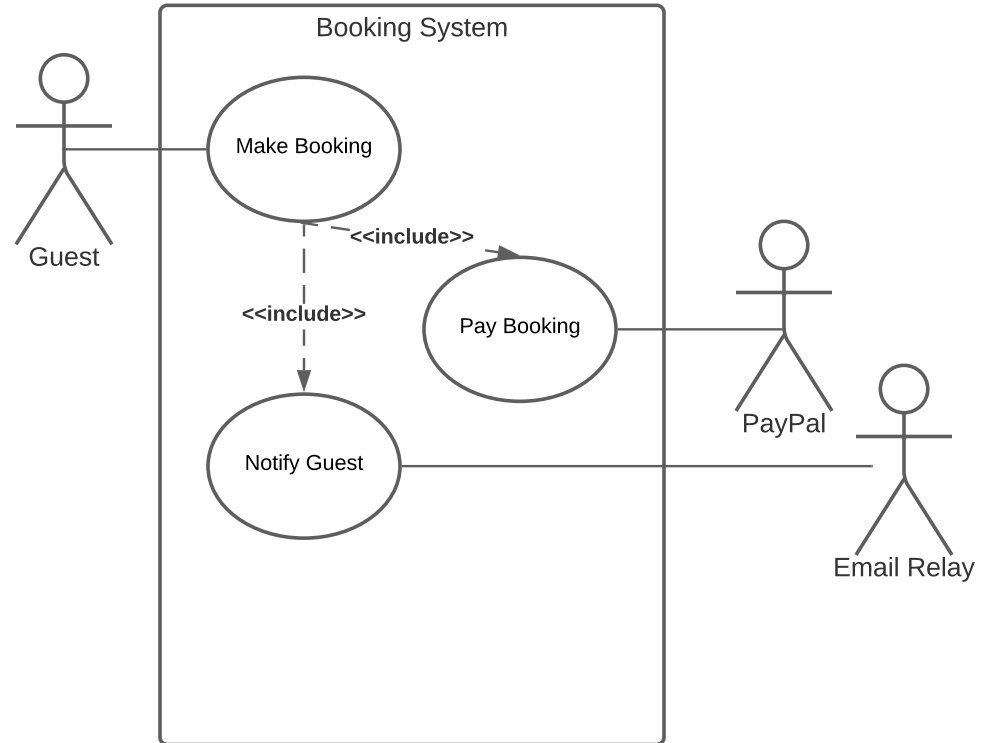 Booking System
Make Booking
<<include>>
Guest
<<include>>
Pay Booking
PayPal
Notify Guest
Email Relay